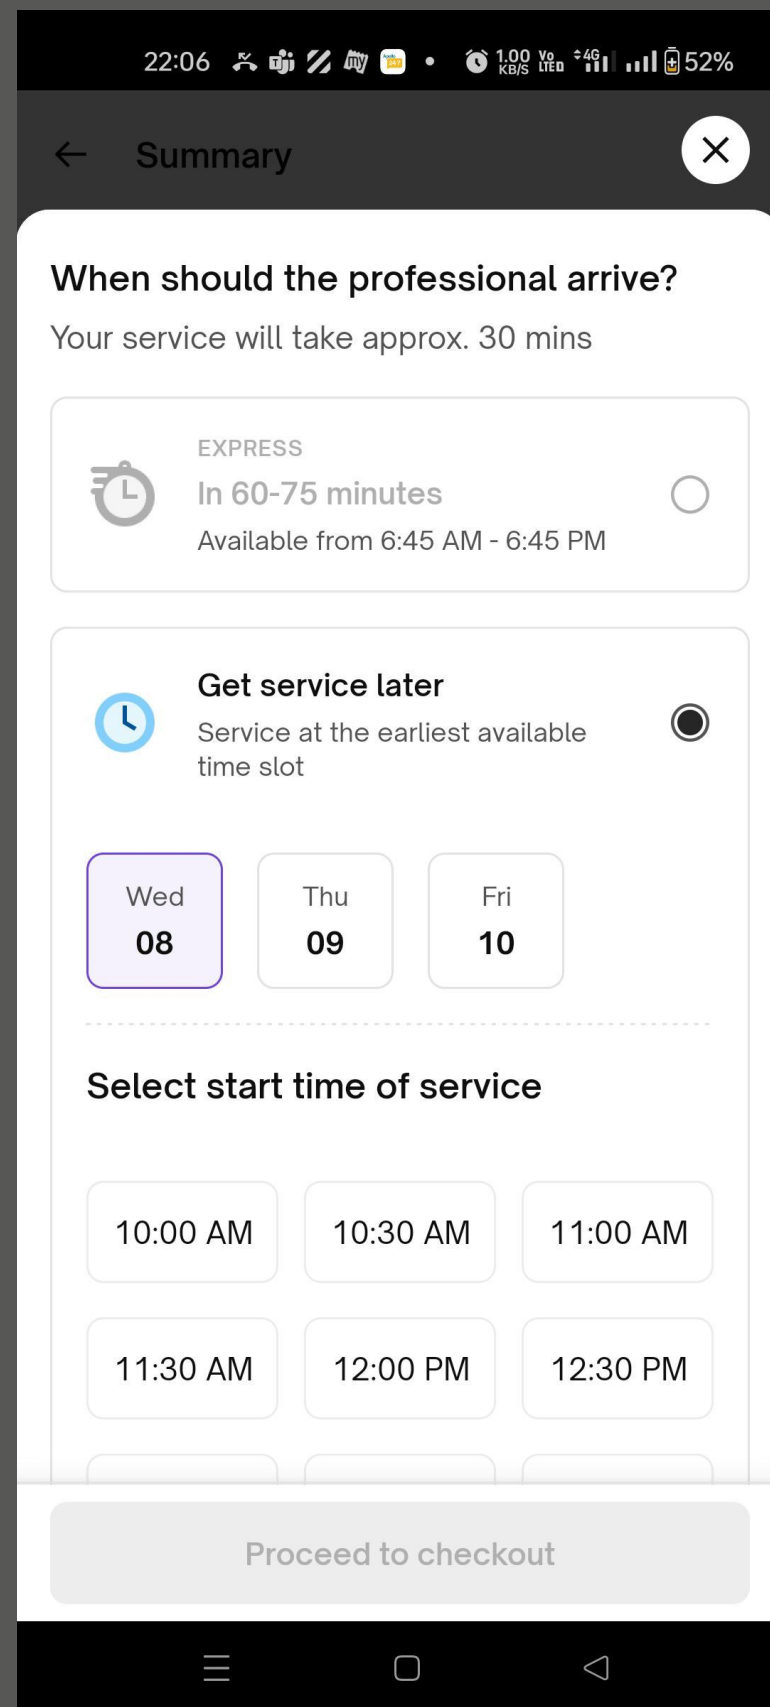 22:06 1.00 KB/S Vo LTE 4G 52%
Summary
When should the professional arrive?
Your service will take approx. 30 mins
EXPRESS
In 60-75 minutes
Available from 6:45 AM - 6:45 PM
Get service later
Service at the earliest available
time slot
Wed Thu Fri
08 09 10
Select start time of service
10:00 AM 10:30 AM 11:00 AM
11:30 AM 12:00 PM 12:30 PM
Proceed to checkout